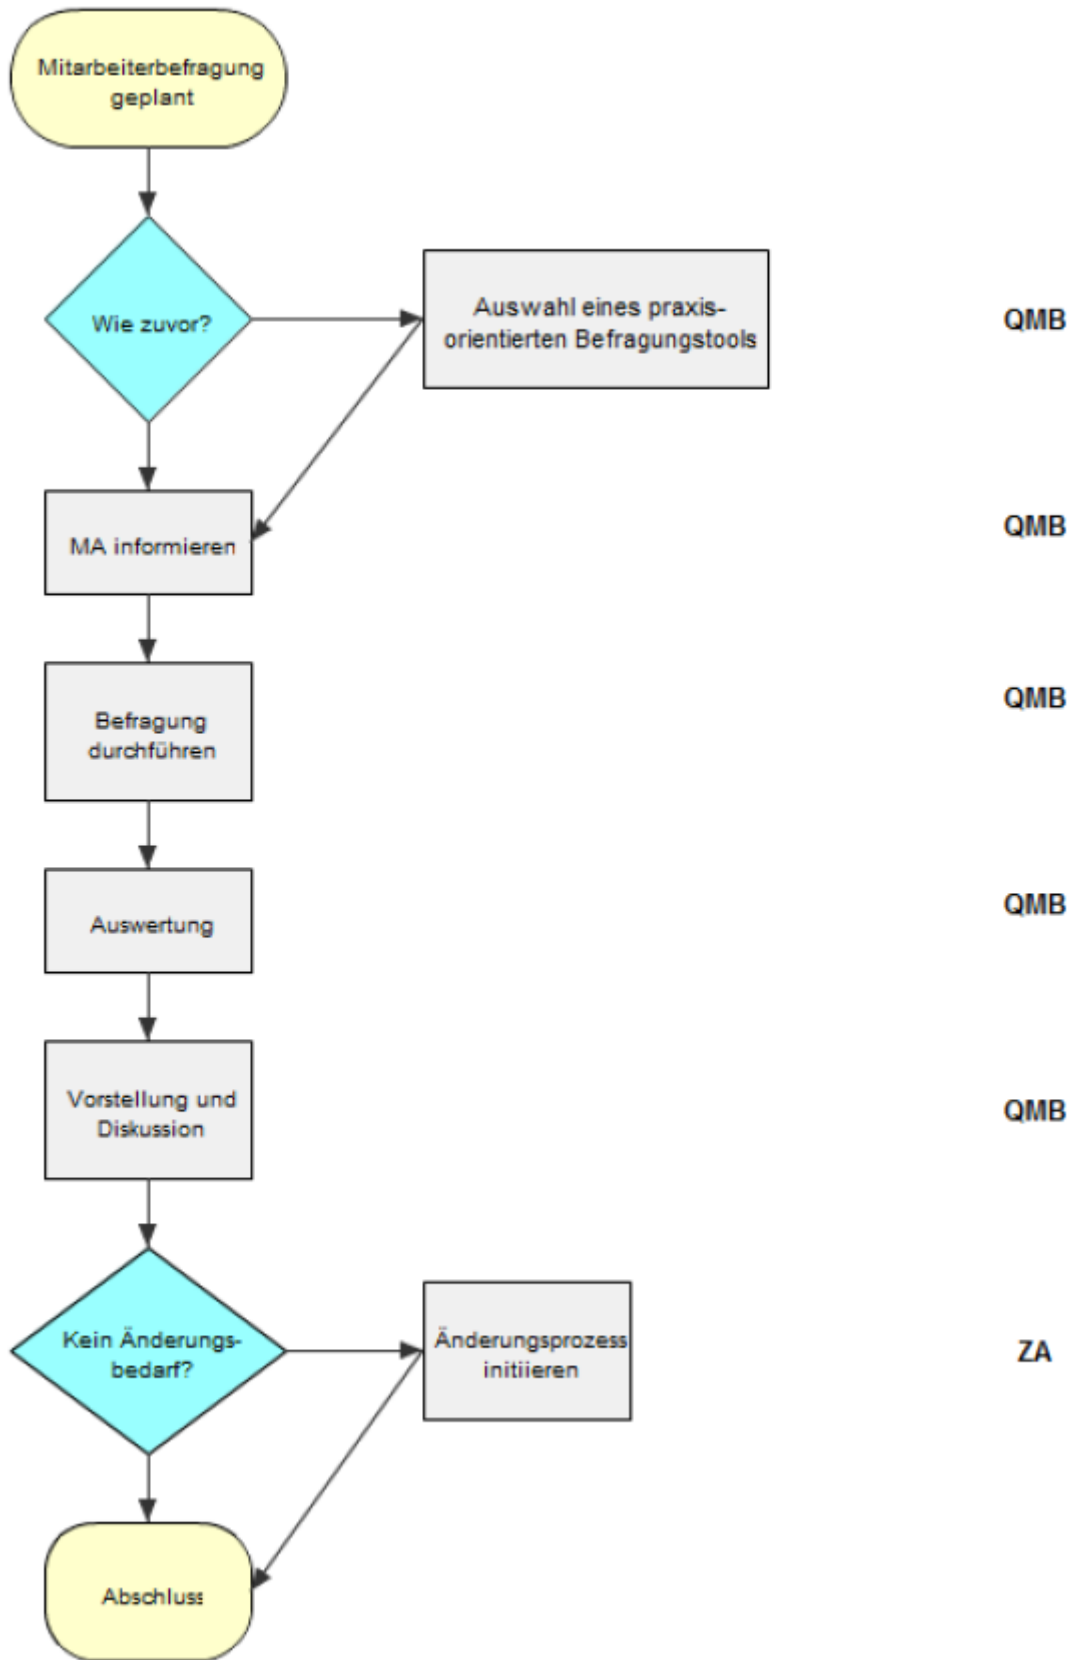 Mitarbeiterbefragung
geplant
Wie zuvor?
Auswahl eines praxis-
orientierten Befragungstools
QMB
MA informieren
QMB
Befragung
durchführen
QMB
Auswertung
QMB
Vorstellung und
Diskussion
QMB
Kein Änderungs-
bedarf?
Änderungsprozess
initiieren
ZA
Abschluss